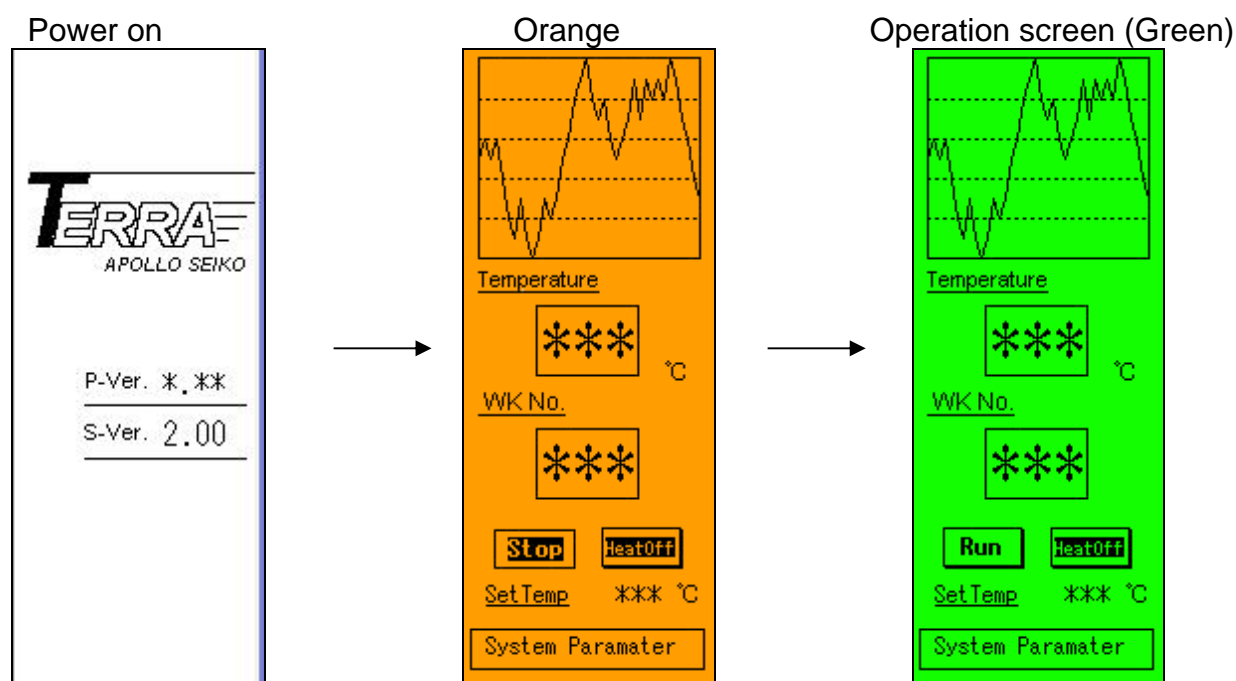 Power on
Orange
Operation screen (Green)
TERRA
APOLLO SEIKO
P-Ver. *.**
S-Ver. 2.00
Temperature
***
°C
WK No.
***
Stop HeatOff
SetTemp *** °C
System Paramater
Temperature
***
°C
WK No.
***
Run HeatOff
SetTemp *** °C
System Paramater